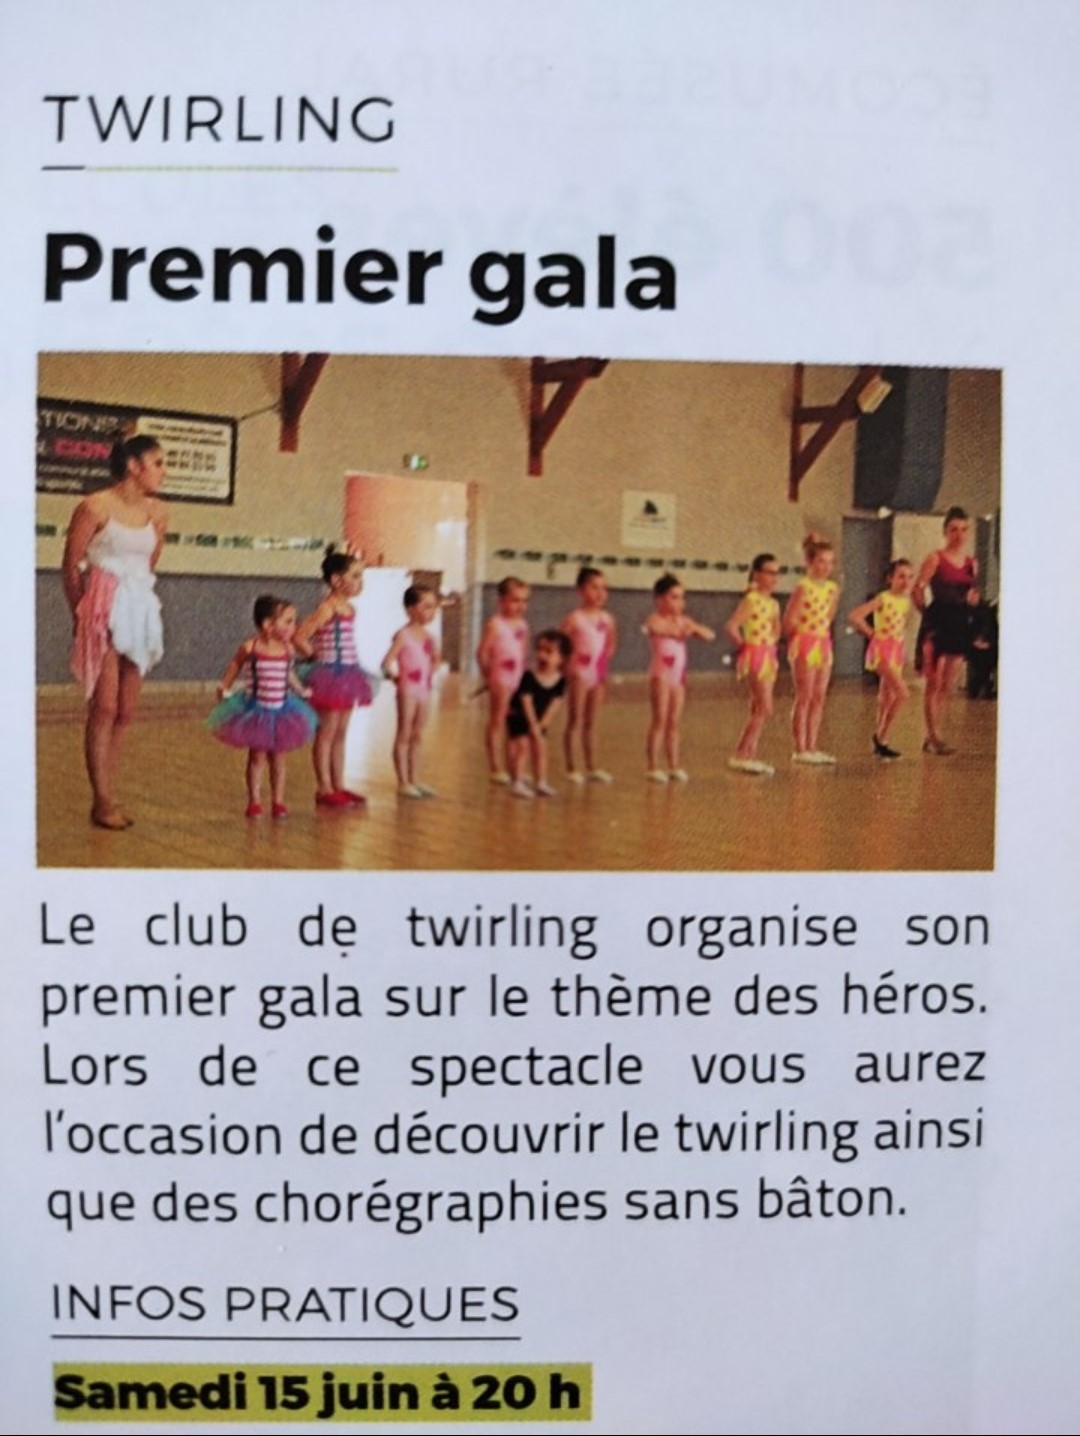 TWIRLING
Premier gala
Le club de twirling organise son
premier gala sur le thème des héros.
Lors de ce spectacle vous aurez
l'occasion de découvrir le twirling ainsi
que des chorégraphies sans bâton.
INFOS PRATIQUES
Samedi 15 juin à 20 h